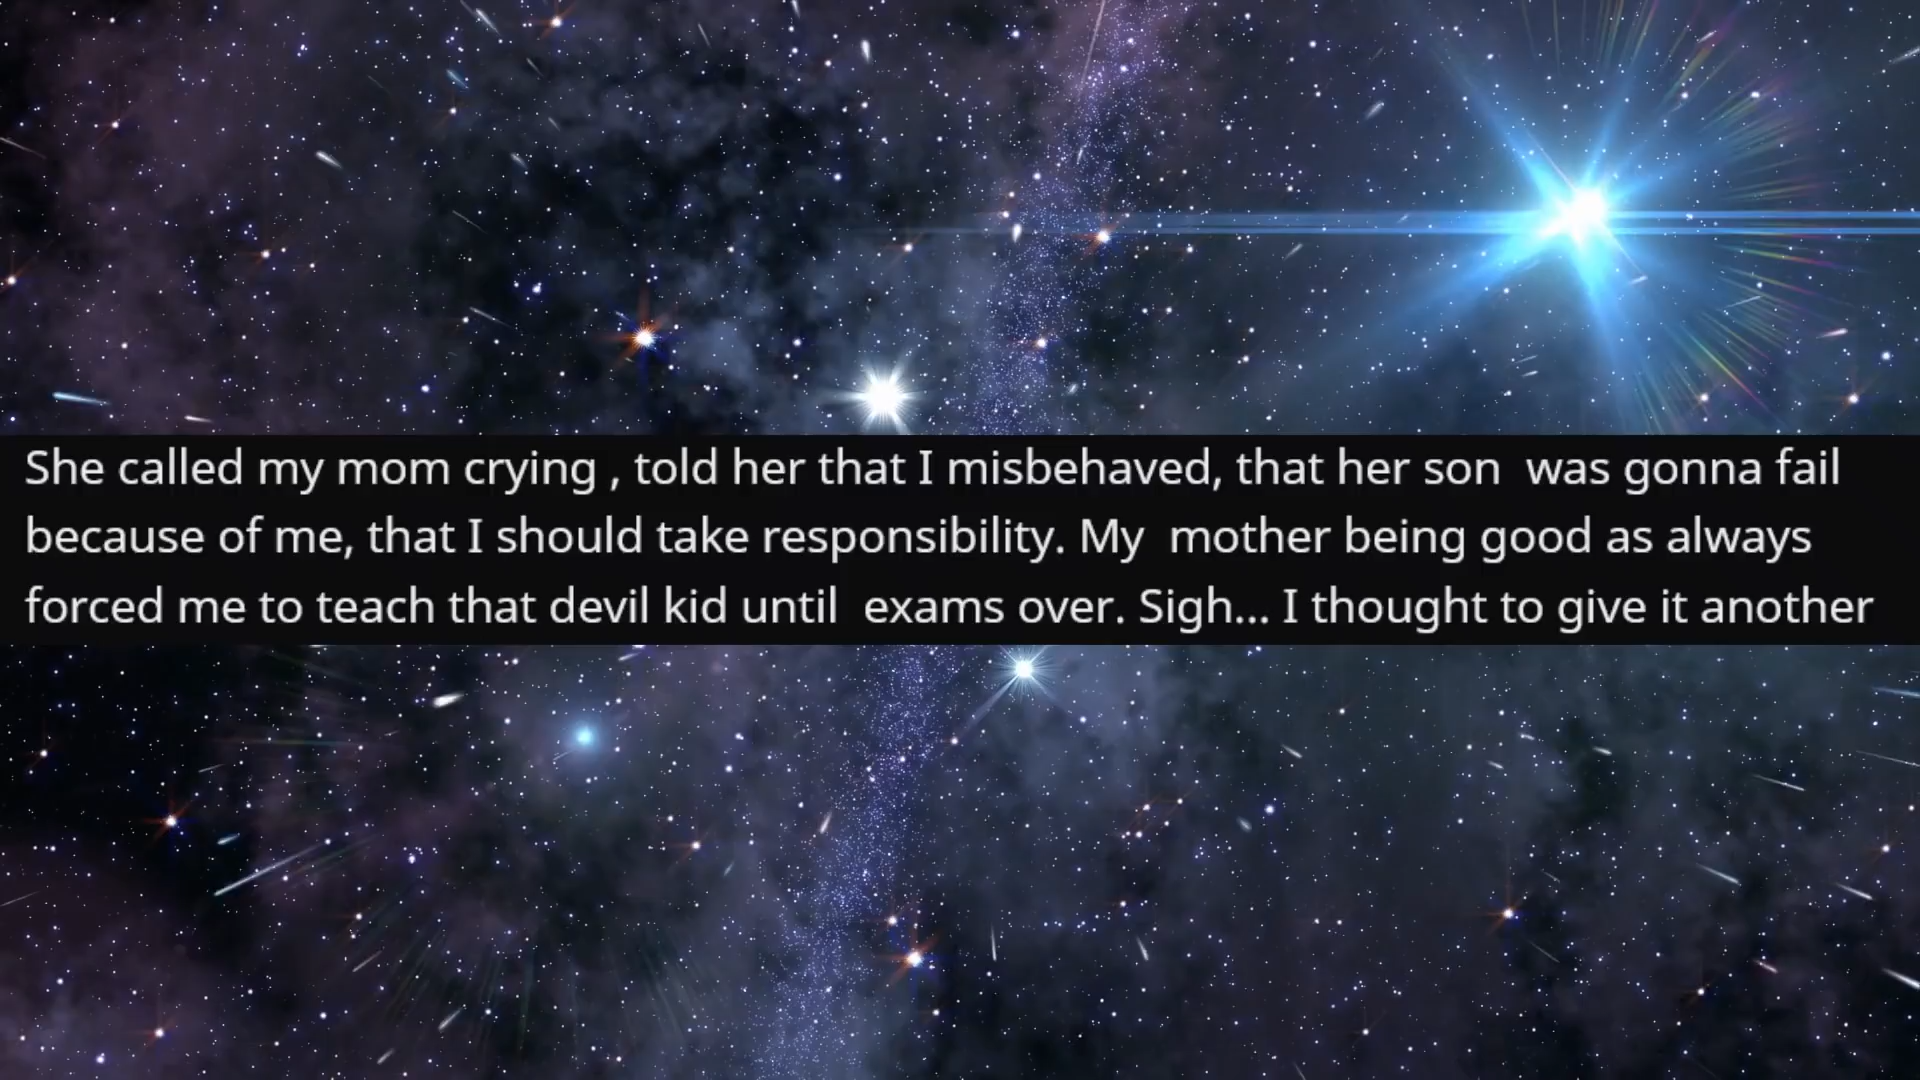 She called my mom crying , told her that I misbehaved, that her son  was gonna fail
because of me, that I should take responsibility. My  mother being good as always
forced me to teach that devil kid until  exams over. Sigh... I thought to give it another